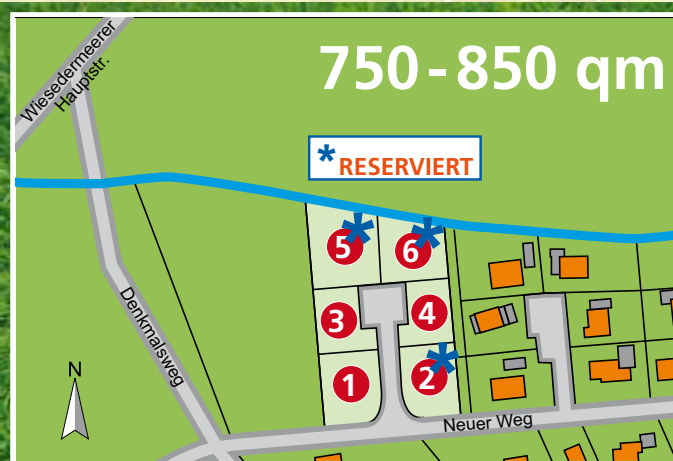 750 - 850 qm
Wiesedermeerer
Hauptstr.
* RESERVIERT
5 *
6 *
3
4
1
2 *
Denkmalsweg
N
Neuer Weg